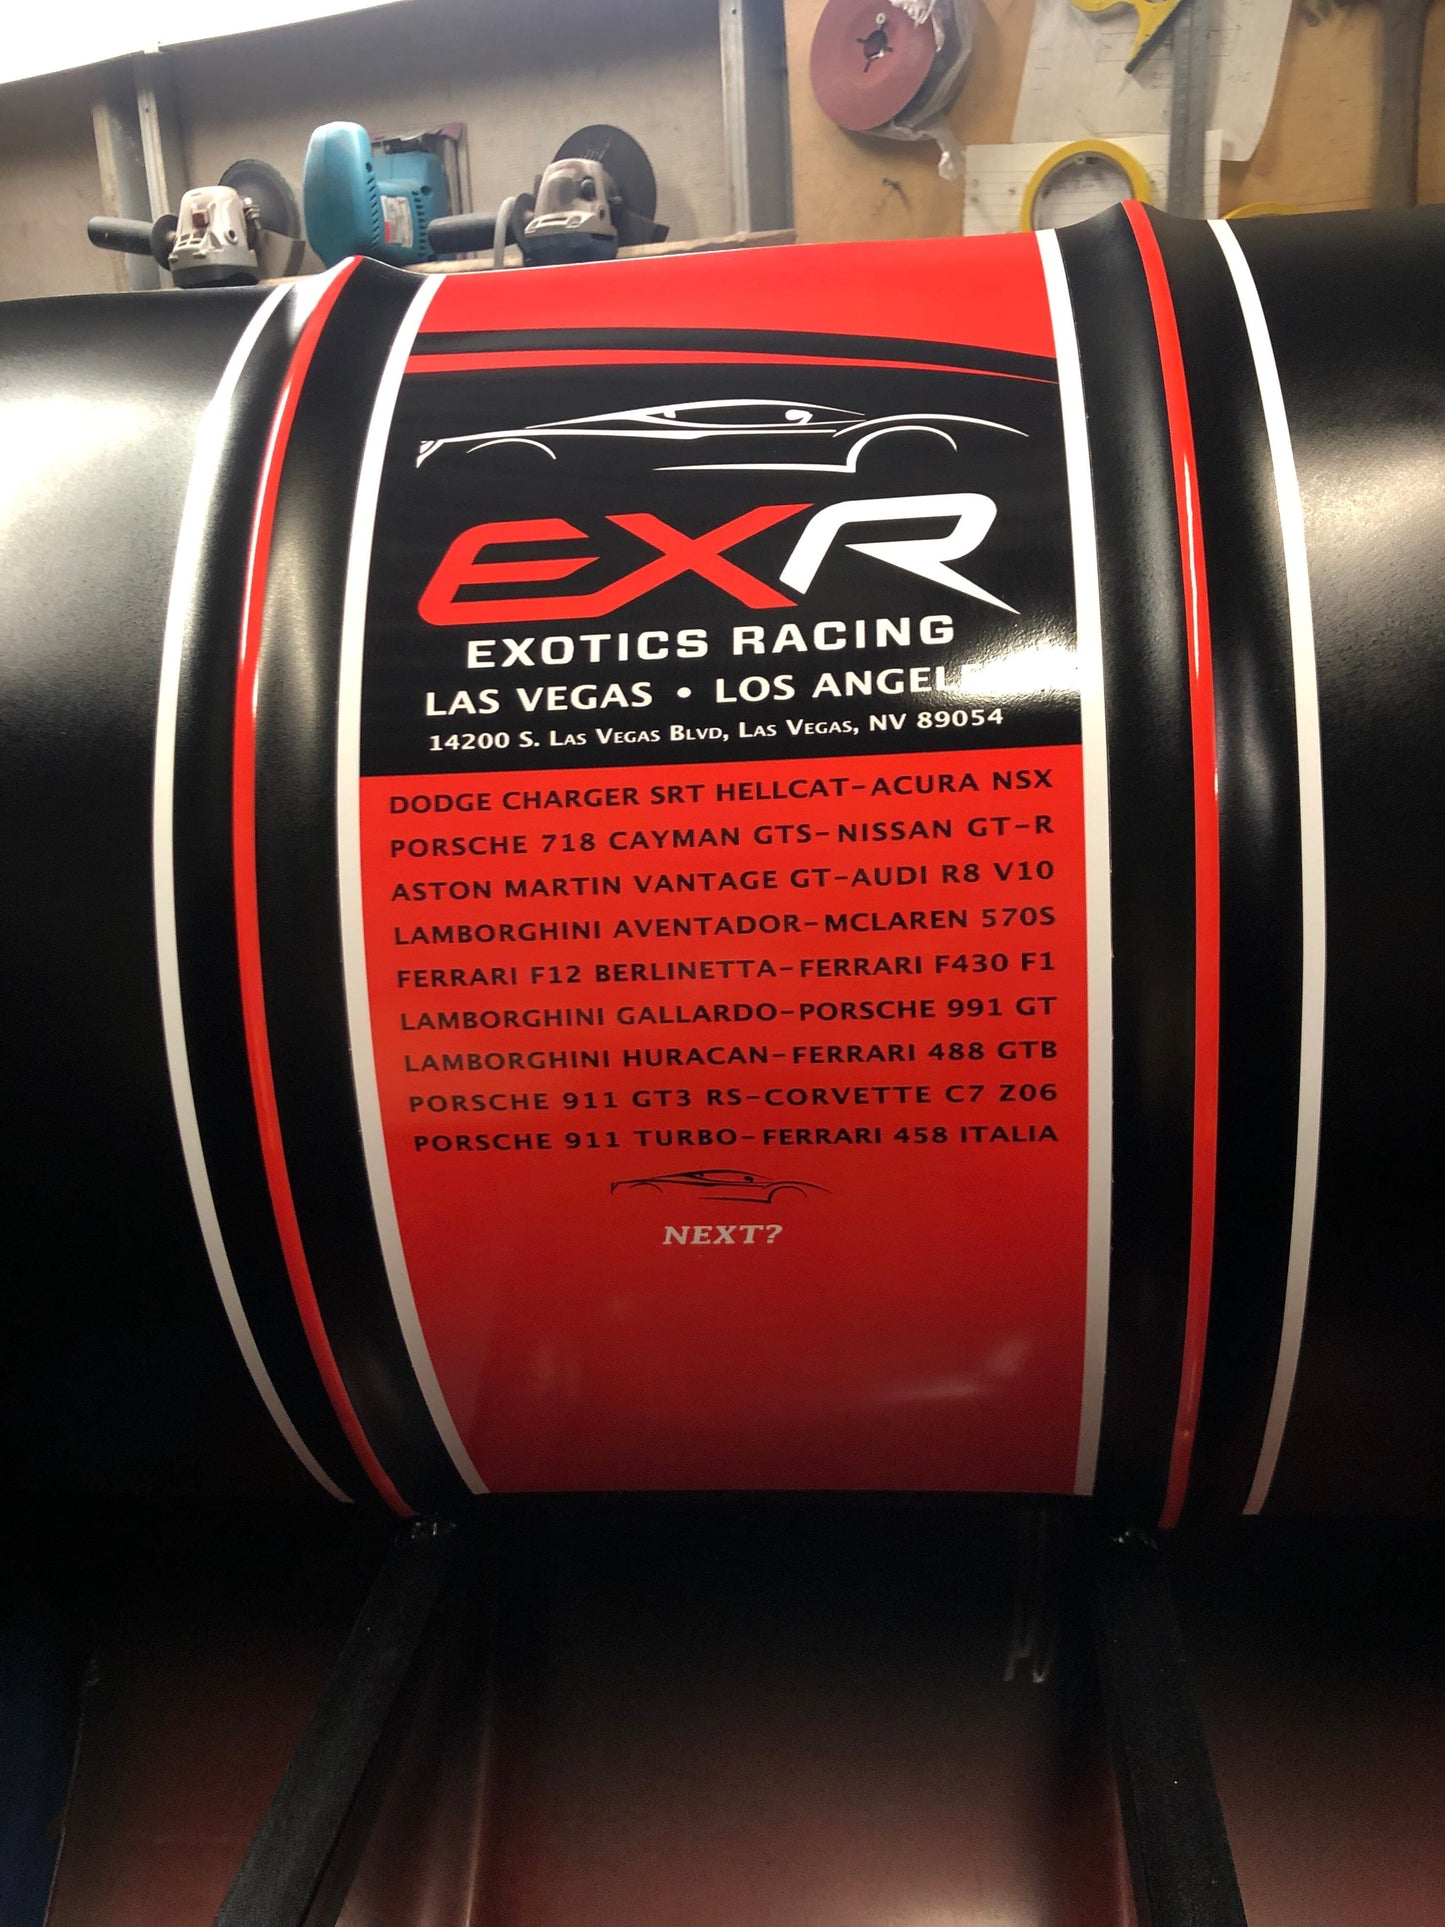 EXR
EXOTICS RACING
LAS VEGAS • LOS
14200 S. LAS VEGAS BLVD, LAS VEGAS, NV 89054
DODGE CHARGER SRT HELLCAT-ACURA NSX
PORSCHE 718 CAYMAN GTS-NISSAN GT-R
ASTON MARTIN VANTAGE GT-AUDI R8 V10
LAMBORGHINI AVENTADOR-MCLAREN 570S
FERRARI F12 BERLINETTA-FERRARI F430 F1
LAMBORGHINI GALLARDO-PORSCHE 991 GT
LAMBORGHINI HURACAN-FERRARI 488 GTB
PORSCHE 911 GT3 RS-CORVETTE C7 Z06
PORSCHE 911 TURBO-FERRARI 458 ITALIA
NEXT?